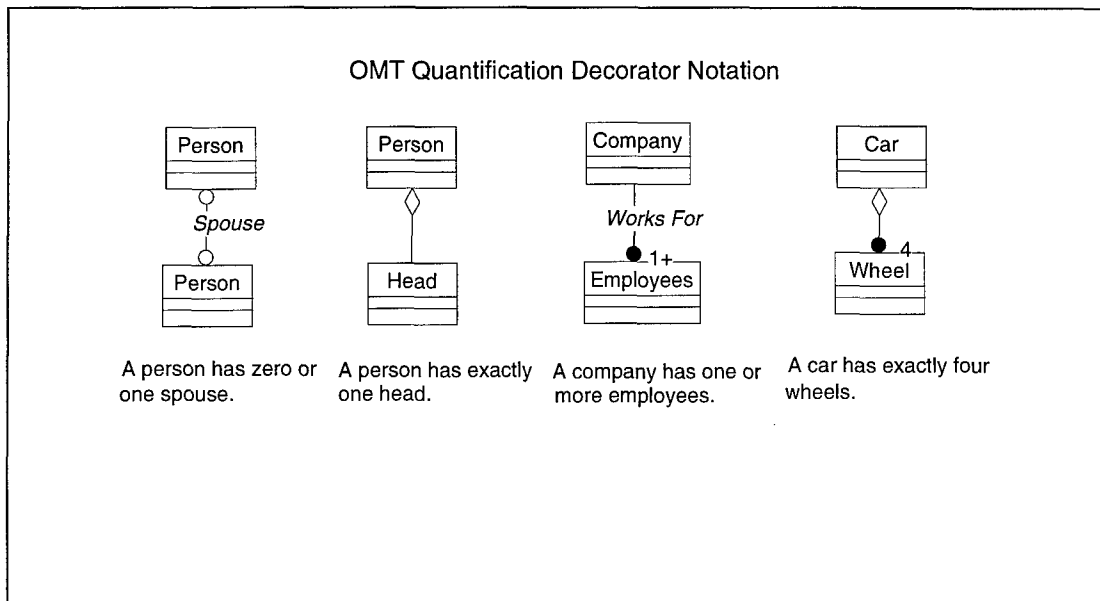 OMT Quantification Decorator Notation
Person
Person
Company
Car
Spouse
Works For
1+
4
Person
Head
Employees
Wheel
A person has zero or
one spouse.
A person has exactly
one head.
A company has one or
more employees.
A car has exactly four
wheels.